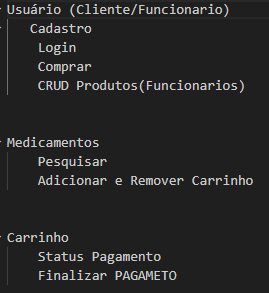 Usuário (Cliente/Funcionario)
Cadastro
Login
Comprar
CRUD Produtos(Funcionarios)
Medicamentos
Pesquisar
Adicionar e Remover Carrinho
Carrinho
Status Pagamento
Finalizar PAGAMETO